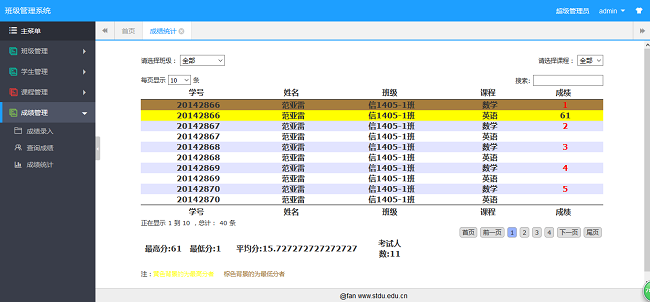 班级管理系统 超级管理员 admin
主菜单 首页 成绩统计
班级管理
学生管理
课程管理
成绩管理
成绩录入
查询成绩
成绩统计
请选择班级： 全部 请选择课程： 全部
每页显示 10 条 搜索：
学号 姓名 班级 课程 成绩
20142866 范亚雷 信1405-1班 数学 1
20142866 范亚雷 信1405-1班 英语 61
20142867 范亚雷 信1405-1班 数学 2
20142867 范亚雷 信1405-1班 英语
20142868 范亚雷 信1405-1班 数学 3
20142868 范亚雷 信1405-1班 英语
20142869 范亚雷 信1405-1班 数学 4
20142869 范亚雷 信1405-1班 英语
20142870 范亚雷 信1405-1班 数学 5
20142870 范亚雷 信1405-1班 英语
学号 姓名 班级 课程 成绩
正在显示 1 到 10 ，总计： 40 条
首页 前一页 1 2 3 4 下一页 尾页
最高分:61 最低分:1 平均分:15.727272727272727 考试人
数:11
注： 棕色背景的为最低分者
@fan www.stdu.edu.cn